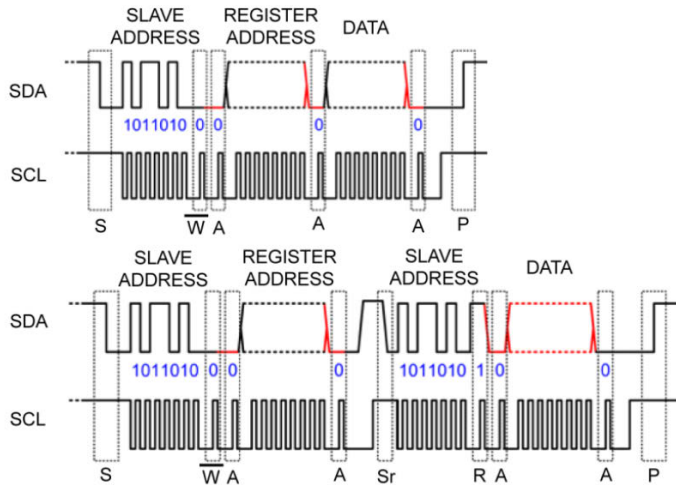 SLAVE ADDRESS
REGISTER ADDRESS
DATA
SDA
1011010 0 0 0 0
SCL
S W A A A P
SLAVE ADDRESS
REGISTER ADDRESS
SLAVE ADDRESS
DATA
SDA
1011010 0 0 0 1011010 1 0 0
SCL
S W A A Sr R A A P